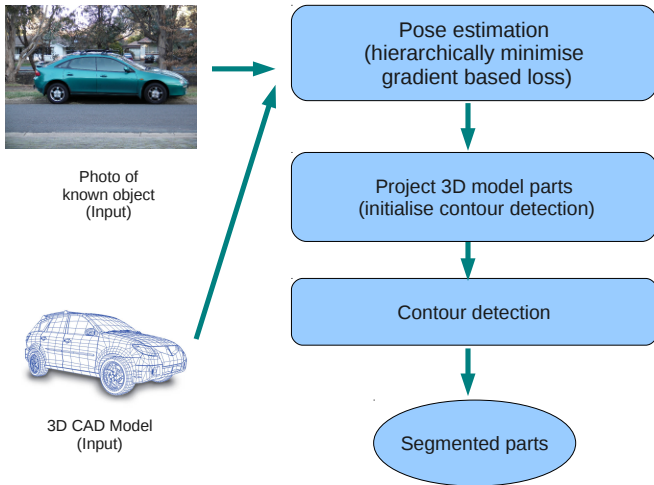 Pose estimation
(hierarchically minimise
gradient based loss)
Photo of
known object
(Input)
Project 3D model parts
(initialise contour detection)
Contour detection
3D CAD Model
(Input)
Segmented parts